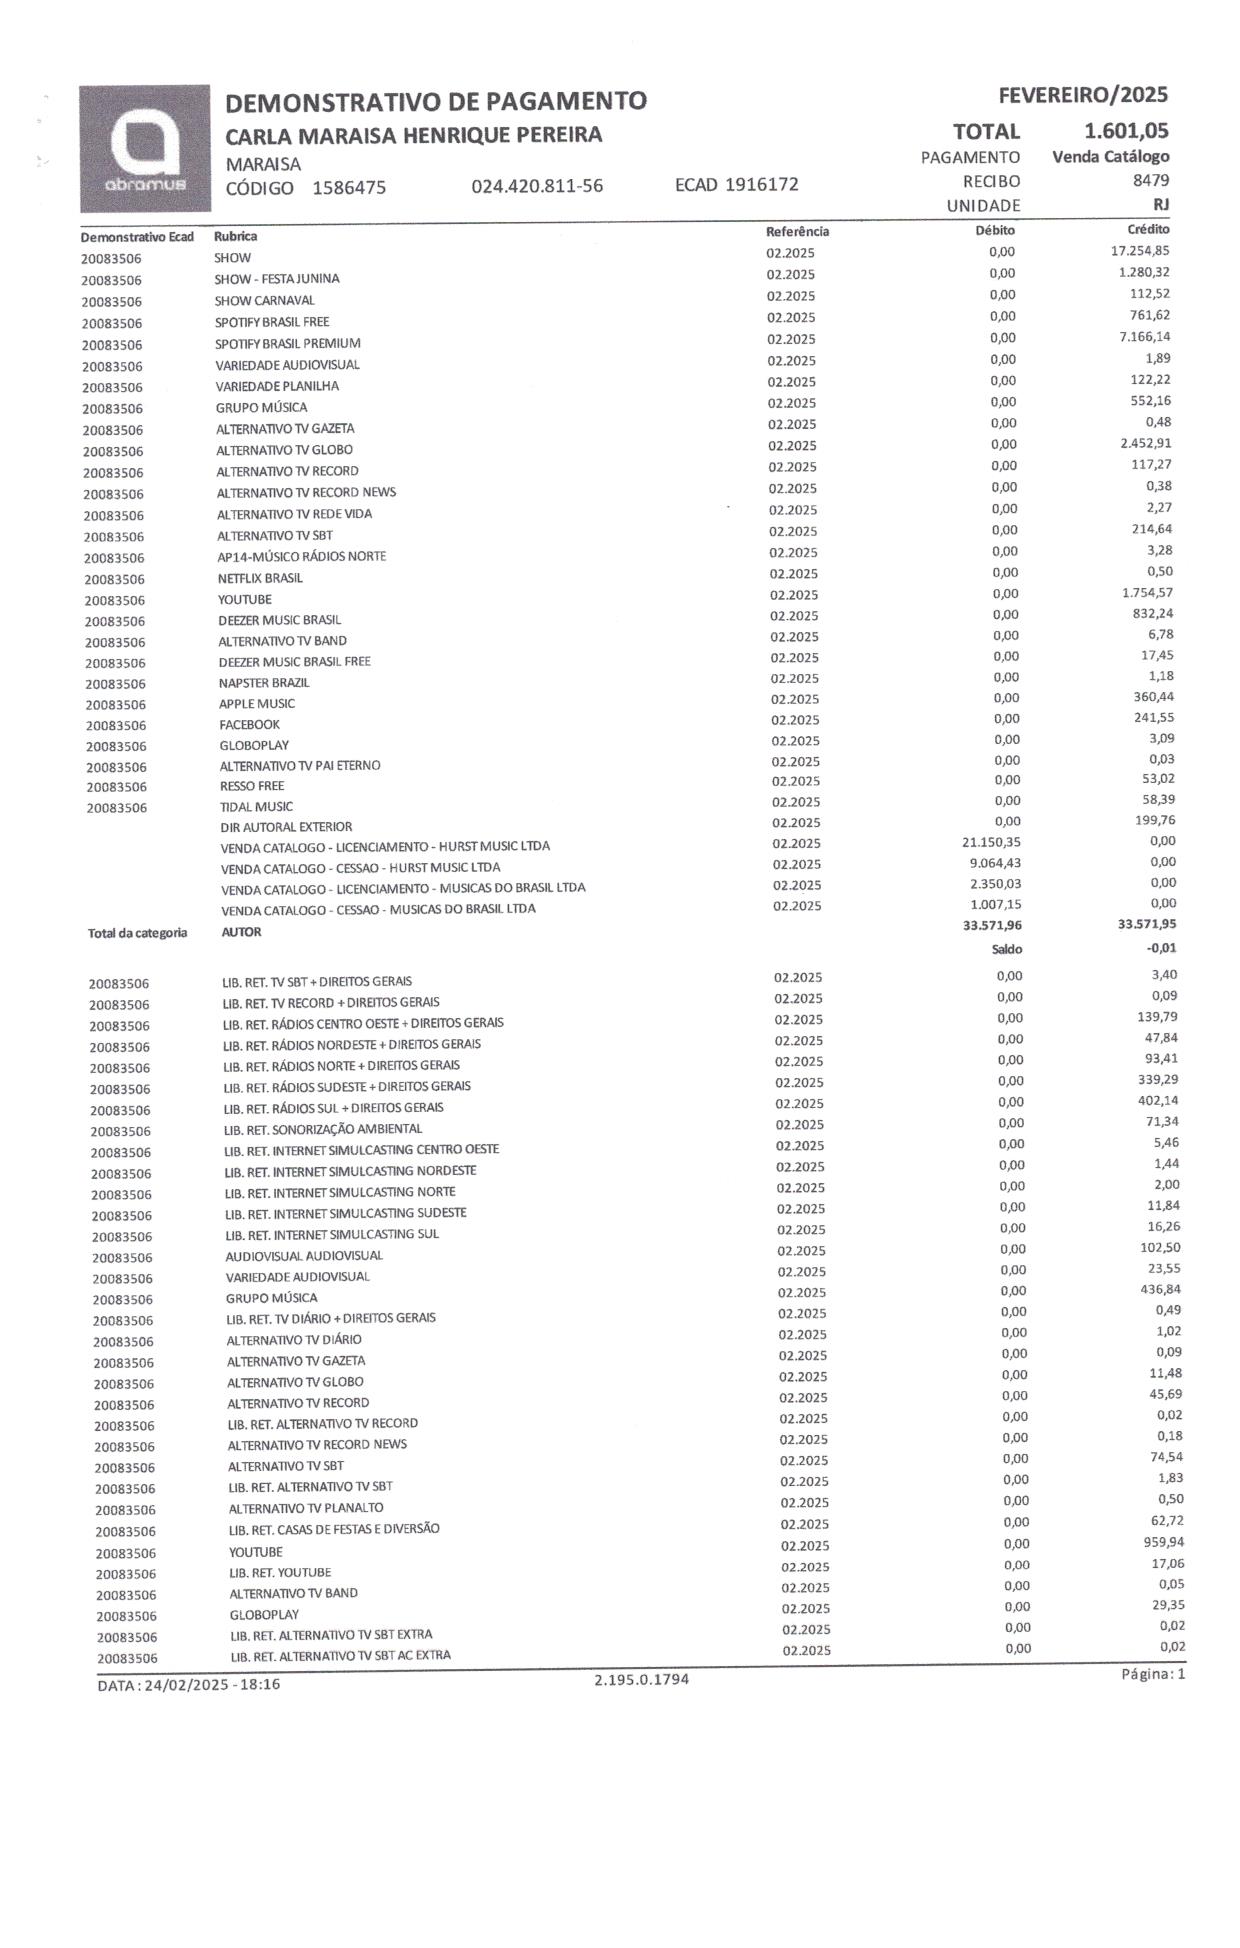 abramus
DEMONSTRATIVO DE PAGAMENTO FEVEREIRO/2025
CARLA MARAISA HENRIQUE PEREIRA TOTAL 1.601,05
MARAISA PAGAMENTO Venda Catálogo
CÓDIGO 1586475 024.420.811-56 ECAD 1916172 RECIBO 8479
UNIDADE RJ
Demonstrativo Ecad Rubrica Referência Débito Crédito
20083506 SHOW 02.2025 0,00 17.254,85
20083506 SHOW - FESTA JUNINA 02.2025 0,00 1.280,32
20083506 SHOW CARNAVAL 02.2025 0,00 112,52
20083506 SPOTIFY BRASIL FREE 02.2025 0,00 761,62
20083506 SPOTIFY BRASIL PREMIUM 02.2025 0,00 7.166,14
20083506 VARIEDADE AUDIOVISUAL 02.2025 0,00 1,89
20083506 VARIEDADE PLANILHA 02.2025 0,00 122,22
20083506 GRUPO MÚSICA 02.2025 0,00 552,16
20083506 ALTERNATIVO TV GAZETA 02.2025 0,00 0,48
20083506 ALTERNATIVO TV GLOBO 02.2025 0,00 2.452,91
20083506 ALTERNATIVO TV RECORD 02.2025 0,00 117,27
20083506 ALTERNATIVO TV RECORD NEWS 02.2025 0,00 0,38
20083506 ALTERNATIVO TV REDE VIDA 02.2025 0,00 2,27
20083506 ALTERNATIVO TV SBT 02.2025 0,00 214,64
20083506 AP14-MÚSICO RÁDIOS NORTE 02.2025 0,00 3,28
20083506 NETFLIX BRASIL 02.2025 0,00 0,50
20083506 YOUTUBE 02.2025 0,00 1.754,57
20083506 DEEZER MUSIC BRASIL 02.2025 0,00 832,24
20083506 ALTERNATIVO TV BAND 02.2025 0,00 6,78
20083506 DEEZER MUSIC BRASIL FREE 02.2025 0,00 17,45
20083506 NAPSTER BRAZIL 02.2025 0,00 1,18
20083506 APPLE MUSIC 02.2025 0,00 360,44
20083506 FACEBOOK 02.2025 0,00 241,55
20083506 GLOBOPLAY 02.2025 0,00 3,09
20083506 ALTERNATIVO TV PAI ETERNO 02.2025 0,00 0,03
20083506 RESSO FREE 02.2025 0,00 53,02
20083506 TIDAL MUSIC 02.2025 0,00 58,39
DIR AUTORAL EXTERIOR 02.2025 0,00 199,76
VENDA CATALOGO - LICENCIAMENTO - HURST MUSIC LTDA 02.2025 21.150,35 0,00
VENDA CATALOGO - CESSAO - HURST MUSIC LTDA 02.2025 9.064,43 0,00
VENDA CATALOGO - LICENCIAMENTO - MUSICAS DO BRASIL LTDA 02.2025 2.350,03 0,00
VENDA CATALOGO - CESSAO - MUSICAS DO BRASIL LTDA 02.2025 1.007,15 0,00
Total da categoria AUTOR 33.571,96 33.571,95
Saldo -0,01
20083506 LIB. RET. TV SBT + DIREITOS GERAIS 02.2025 0,00 3,40
20083506 LIB. RET. TV RECORD + DIREITOS GERAIS 02.2025 0,00 0,09
20083506 LIB. RET. RÁDIOS CENTRO OESTE + DIREITOS GERAIS 02.2025 0,00 139,79
20083506 LIB. RET. RÁDIOS NORDESTE + DIREITOS GERAIS 02.2025 0,00 47,84
20083506 LIB. RET. RÁDIOS NORTE + DIREITOS GERAIS 02.2025 0,00 93,41
20083506 LIB. RET. RÁDIOS SUDESTE + DIREITOS GERAIS 02.2025 0,00 339,29
20083506 LIB. RET. RÁDIOS SUL + DIREITOS GERAIS 02.2025 0,00 402,14
20083506 LIB. RET. SONORIZAÇÃO AMBIENTAL 02.2025 0,00 71,34
20083506 LIB. RET. INTERNET SIMULCASTING CENTRO OESTE 02.2025 0,00 5,46
20083506 LIB. RET. INTERNET SIMULCASTING NORDESTE 02.2025 0,00 1,44
20083506 LIB. RET. INTERNET SIMULCASTING NORTE 02.2025 0,00 2,00
20083506 LIB. RET. INTERNET SIMULCASTING SUDESTE 02.2025 0,00 11,84
20083506 LIB. RET. INTERNET SIMULCASTING SUL 02.2025 0,00 16,26
20083506 AUDIOVISUAL AUDIOVISUAL 02.2025 0,00 102,50
20083506 VARIEDADE AUDIOVISUAL 02.2025 0,00 23,55
20083506 GRUPO MÚSICA 02.2025 0,00 436,84
20083506 LIB. RET. TV DIÁRIO + DIREITOS GERAIS 02.2025 0,00 0,49
20083506 ALTERNATIVO TV DIÁRIO 02.2025 0,00 1,02
20083506 ALTERNATIVO TV GAZETA 02.2025 0,00 0,09
20083506 ALTERNATIVO TV GLOBO 02.2025 0,00 11,48
20083506 ALTERNATIVO TV RECORD 02.2025 0,00 45,69
20083506 LIB. RET. ALTERNATIVO TV RECORD 02.2025 0,00 0,02
20083506 ALTERNATIVO TV RECORD NEWS 02.2025 0,00 0,18
20083506 ALTERNATIVO TV SBT 02.2025 0,00 74,54
20083506 LIB. RET. ALTERNATIVO TV SBT 02.2025 0,00 1,83
20083506 ALTERNATIVO TV PLANALTO 02.2025 0,00 0,50
20083506 LIB. RET. CASAS DE FESTAS E DIVERSÃO 02.2025 0,00 62,72
20083506 YOUTUBE 02.2025 0,00 959,94
20083506 LIB. RET. YOUTUBE 02.2025 0,00 17,06
20083506 ALTERNATIVO TV BAND 02.2025 0,00 0,05
20083506 GLOBOPLAY 02.2025 0,00 29,35
20083506 LIB. RET. ALTERNATIVO TV SBT EXTRA 02.2025 0,00 0,02
20083506 LIB. RET. ALTERNATIVO TV SBT AC EXTRA 02.2025 0,00 0,02
DATA : 24/02/2025 - 18:16 2.195.0.1794 Página: 1